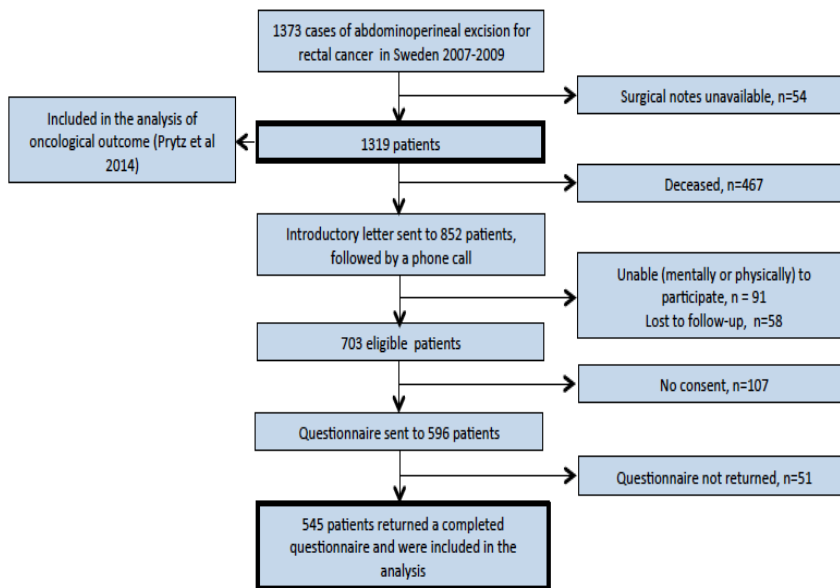 1373 cases of abdominoperineal excision for
rectal cancer in Sweden 2007-2009
Surgical notes unavailable, n=54
Included in the analysis of
oncological outcome (Prytz et al
2014)
1319 patients
Deceased, n=467
Introductory letter sent to 852 patients,
followed by a phone call
Unable (mentally or physically) to
participate, n = 91
Lost to follow-up, n=58
703 eligible patients
No consent, n=107
Questionnaire sent to 596 patients
Questionnaire not returned, n=51
545 patients returned a completed
questionnaire and were included in the
analysis